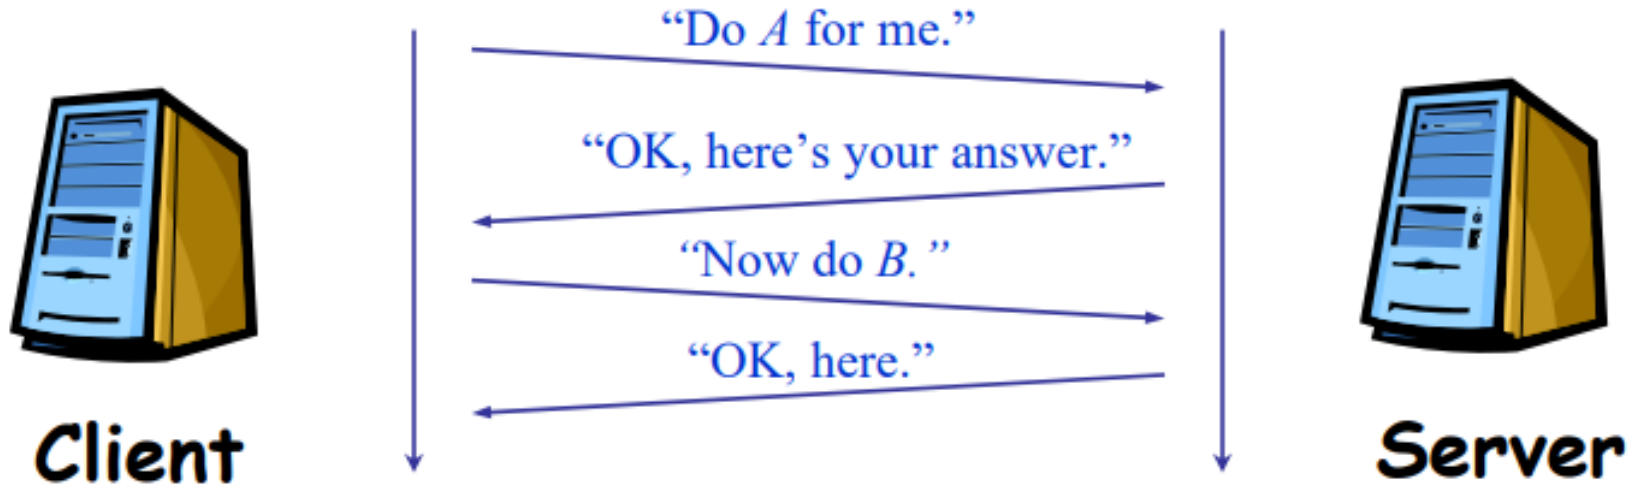 “Do A for me.”
“OK, here’s your answer.”
“Now do B. ”
“OK, here.”
Client
Server